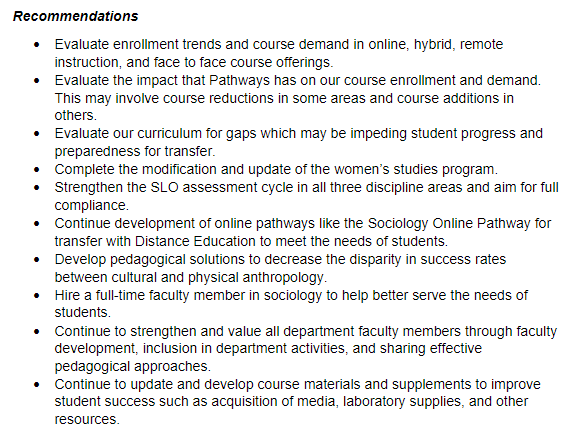 Recommendations
• Evaluate enrollment trends and course demand in online, hybrid, remote
instruction, and face to face course offerings.
• Evaluate the impact that Pathways has on our course enrollment and demand.
This may involve course reductions in some areas and course additions in
others.
• Evaluate our curriculum for gaps which may be impeding student progress and
preparedness for transfer.
• Complete the modification and update of the women's studies program.
• Strengthen the SLO assessment cycle in all three discipline areas and aim for full
compliance.
• Continue development of online pathways like the Sociology Online Pathway for
transfer with Distance Education to meet the needs of students.
• Develop pedagogical solutions to decrease the disparity in success rates
between cultural and physical anthropology.
• Hire a full-time faculty member in sociology to help better serve the needs of
students.
• Continue to strengthen and value all department faculty members through faculty
development, inclusion in department activities, and sharing effective
pedagogical approaches.
• Continue to update and develop course materials and supplements to improve
student success such as acquisition of media, laboratory supplies, and other
resources.